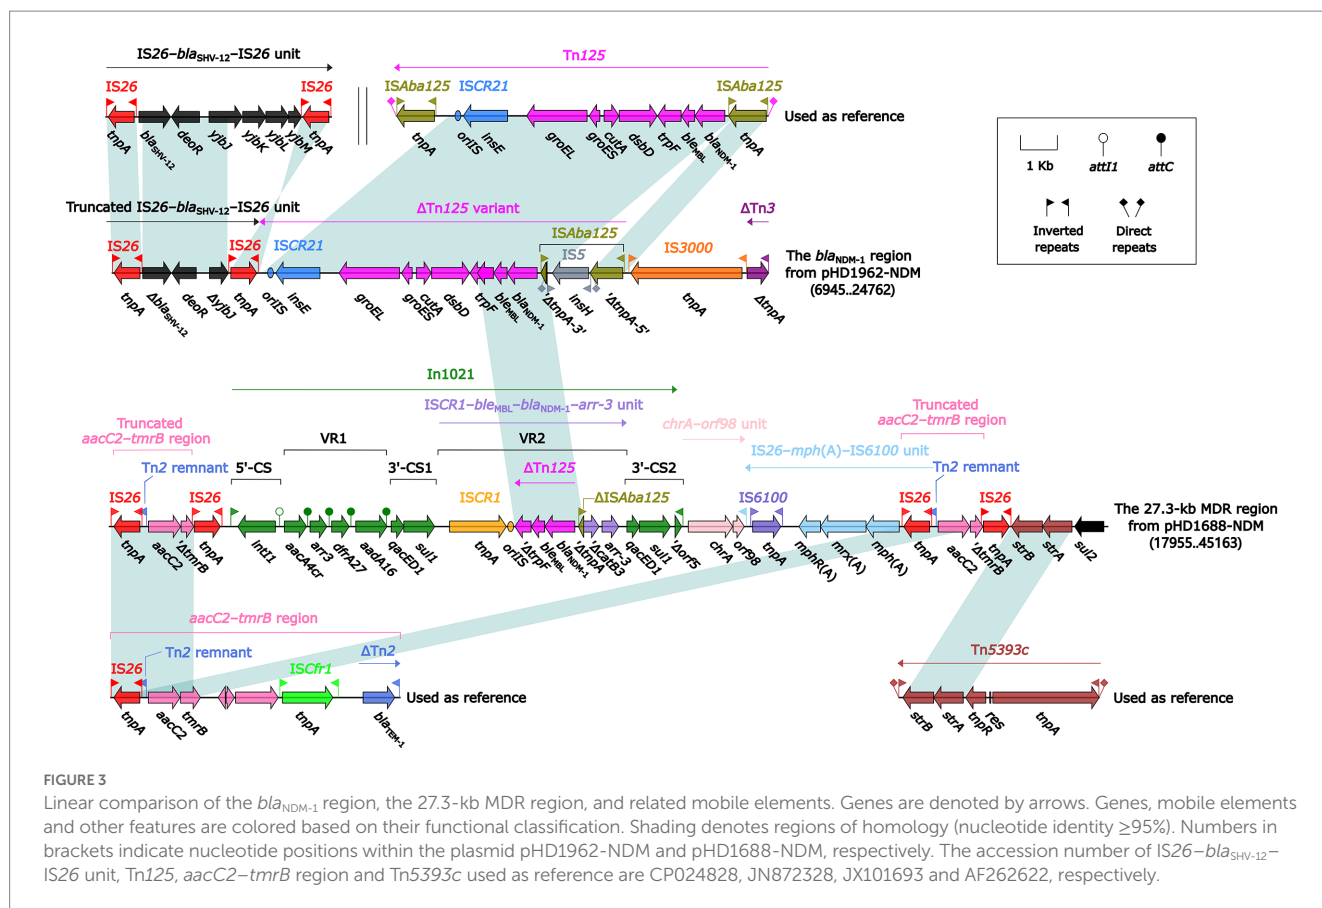 IS26–blaSHV-12–IS26 unit
Tn125
IS26 IS26 ISAba125 ISCR21 ISAba125
Used as reference
tnpA blaSHV-12 deoR yjbJ yjbK yjbL yjbM tnpA tnpA oriIS insE groEL groES cutA dsbD trpF bleMBL blaNDM-1 tnpA
1 Kb attI1 attC
Inverted repeats Direct repeats
Truncated IS26–blaSHV-12–IS26 unit ΔTn125 variant ΔTn3
ISAba125
IS26 IS26 ISCR21 IS5 IS3000
The blaNDM-1 region
from pHD1962-NDM
(6945..24762)
tnpA ΔblaSHV-12 deoR ΔyjbJ tnpA oriIS insE groEL groES cutA dsbD trpF bleMBL blaNDM-1 'ΔtnpA-3' insH 'ΔtnpA-5' tnpA ΔtnpA
In1021
ISCR1–bleMBL–blaNDM-1–arr-3 unit
Truncated
aacC2–tmrB region
chrA–orf98 unit
Truncated
aacC2–tmrB region
VR1 VR2
IS26–mph(A)–IS6100 unit
Tn2 remnant 5'-CS 3'-CS1 ΔTn125 3'-CS2 Tn2 remnant
IS26 IS26 ISCR1 ΔISAba125 IS6100 IS26 IS26
The 27.3-kb MDR region
from pHD1688-NDM
(17955..45163)
tnpA aacC2 'ΔtmrB tnpA intI1 aacA4cr arr3 dfrA27 aadA16 qacED1 sul1 tnpA oriIS 'ΔtrpF bleMBL blaNDM-1 'ΔtnpA 'ΔcatB3 arr-3 qacED1 sul1 'Δorf5 chrA orf98 tnpA mphR(A) mrx(A) mph(A) tnpA aacC2 'ΔtmrB tnpA strB strA sul2
aacC2–tmrB region
Tn2 remnant ΔTn2 Tn5393c
IS26 ISCfr1
Used as reference Used as reference
tnpA aacC2 tmrB tnpA blaTEM-1 strB strA tnpR res tnpA
FIGURE 3
Linear comparison of the blaNDM-1 region, the 27.3-kb MDR region, and related mobile elements. Genes are denoted by arrows. Genes, mobile elements
and other features are colored based on their functional classification. Shading denotes regions of homology (nucleotide identity ≥95%). Numbers in
brackets indicate nucleotide positions within the plasmid pHD1962-NDM and pHD1688-NDM, respectively. The accession number of IS26–blaSHV-12–
IS26 unit, Tn125, aacC2–tmrB region and Tn5393c used as reference are CP024828, JN872328, JX101693 and AF262622, respectively.